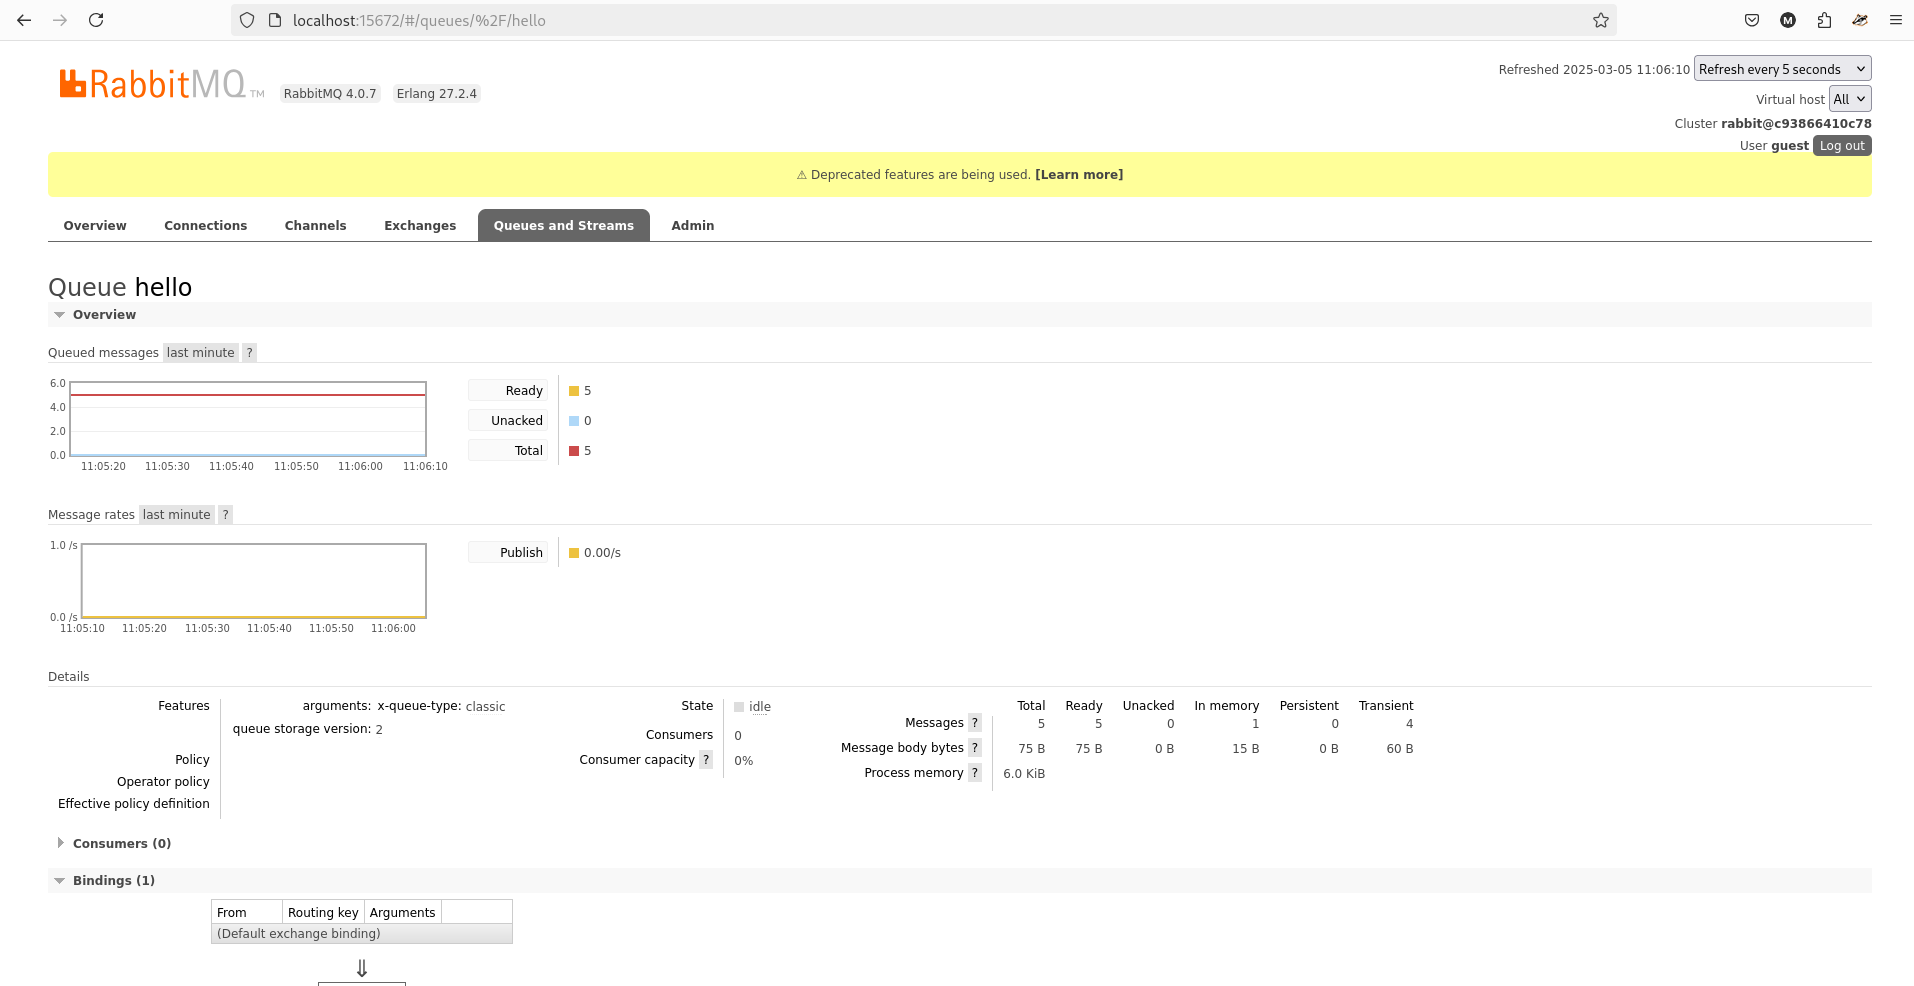 localhost:15672/#/queues/%2F/hello
M
RabbitMQ TM RabbitMQ 4.0.7 Erlang 27.2.4
Refreshed 2025-03-05 11:06:10 Refresh every 5 seconds
Virtual host All
Cluster rabbit@c93866410c78
User guest Log out
⚠ Deprecated features are being used. [Learn more]
Overview Connections Channels Exchanges Queues and Streams Admin
Queue hello
Overview
Queued messages last minute ?
6.0
4.0
2.0
0.0
11:05:20 11:05:30 11:05:40 11:05:50 11:06:00 11:06:10
Ready 5
Unacked 0
Total 5
Message rates last minute ?
1.0 /s
0.0 /s
11:05:10 11:05:20 11:05:30 11:05:40 11:05:50 11:06:00
Publish 0.00/s
Details
Features arguments: x-queue-type: classic
queue storage version: 2
Policy
Operator policy
Effective policy definition
State idle
Consumers 0
Consumer capacity ? 0%
Total Ready Unacked In memory Persistent Transient
Messages ? 5 5 0 1 0 4
Message body bytes ? 75 B 75 B 0 B 15 B 0 B 60 B
Process memory ? 6.0 KiB
Consumers (0)
Bindings (1)
From Routing key Arguments
(Default exchange binding)
⇓